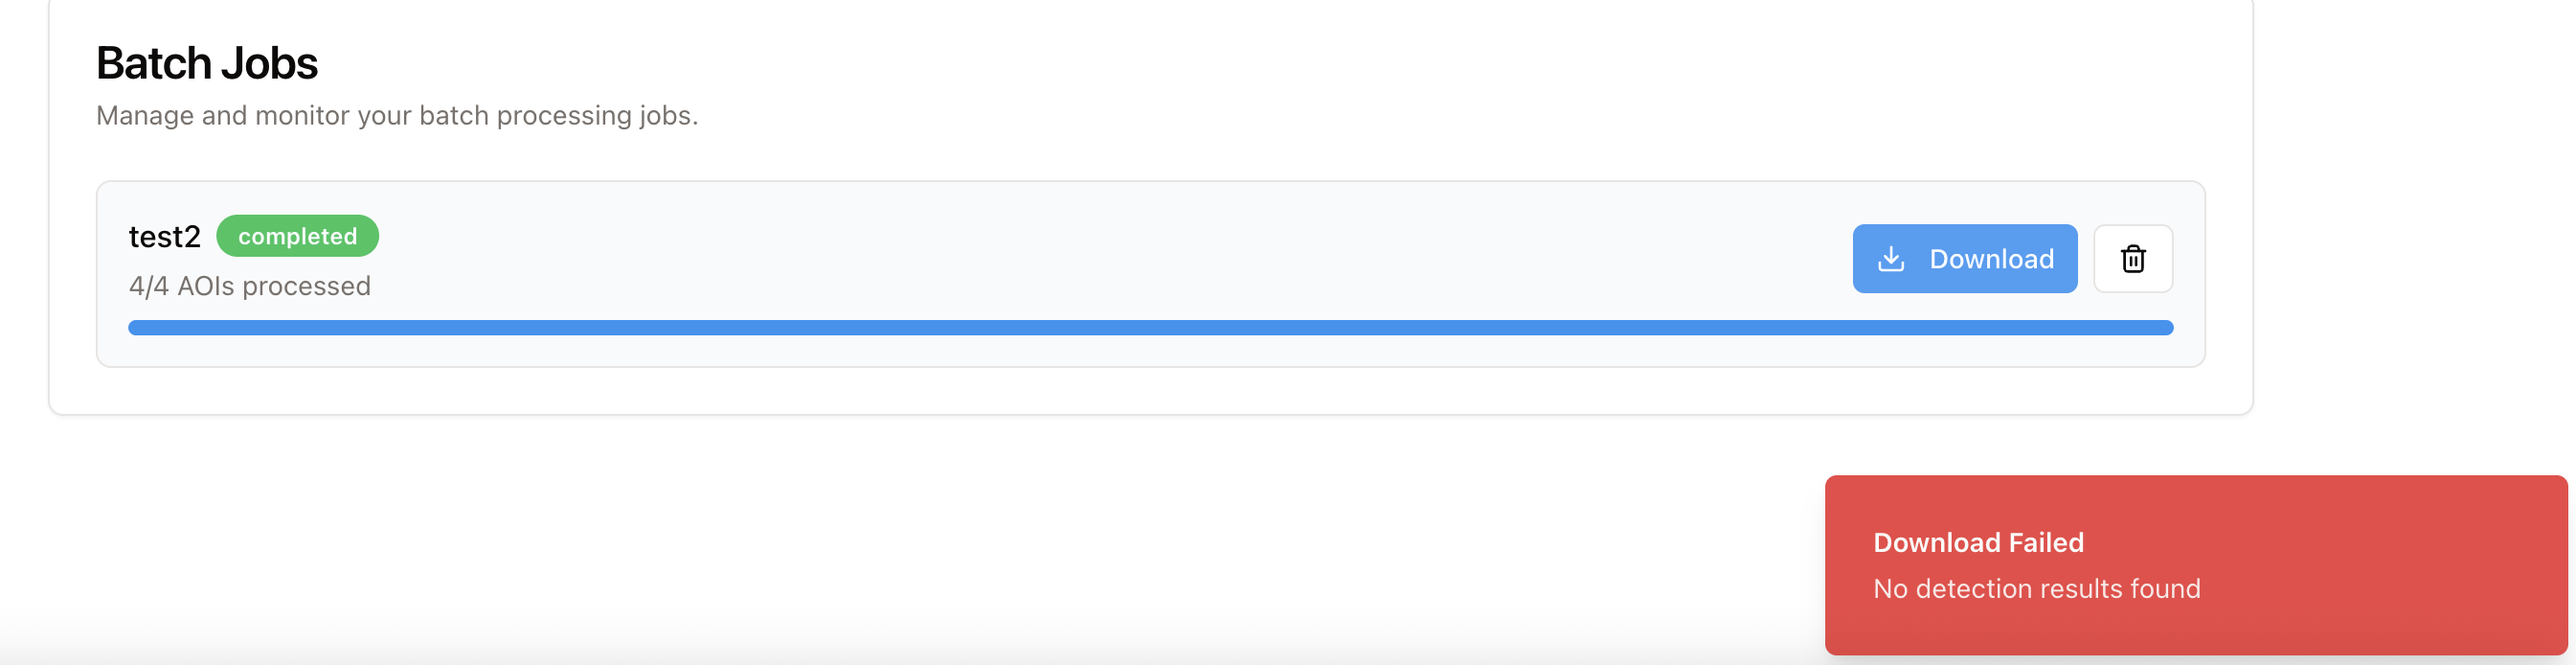 Batch Jobs
Manage and monitor your batch processing jobs.
test2 completed
Download
4/4 AOIs processed
Download Failed
No detection results found